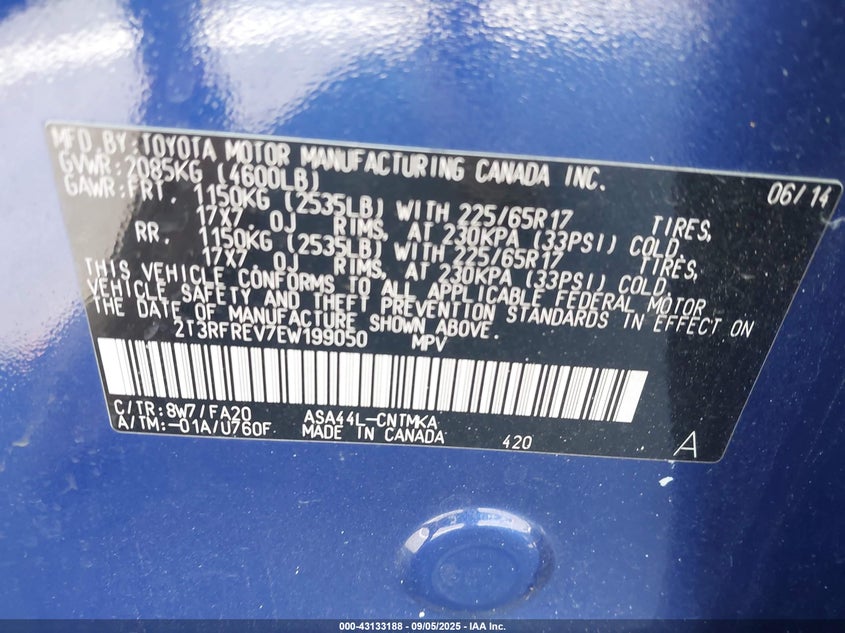 MFD BY: TOYOTA MOTOR MANUFACTURING CANADA INC. 06/14
GVWR: 2085KG (4600LB)
GAWR: FRT. 1150KG (2535LB) WITH 225/65R17 TIRES,
17X7 0J RIMS, AT 230KPA (33PSI) COLD.
RR. 1150KG (2535LB) WITH 225/65R17 TIRES,
17X7 0J RIMS, AT 230KPA (33PSI) COLD.
THIS VEHICLE CONFORMS TO ALL APPLICABLE FEDERAL MOTOR
VEHICLE SAFETY AND THEFT PREVENTION STANDARDS IN EFFECT ON
THE DATE OF MANUFACTURE SHOWN ABOVE.
2T3RFREV7EW199050 MPV
C/TR: 8W7/FA20 ASA44L-CNTMKA
A/TM: -01A/U760F MADE IN CANADA 420 A
000-43133188 - 09/05/2025 - IAA Inc.